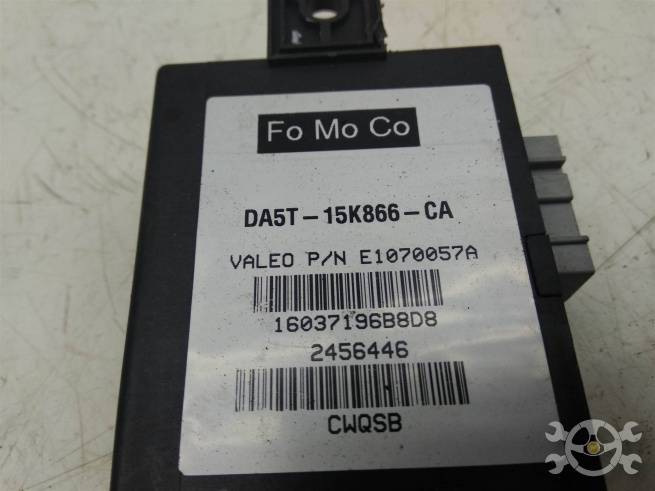 Fo Mo Co
DA5T-15K866-CA
VALEO P/N E1070057A
16037196B8D8
2456446
CWQSB